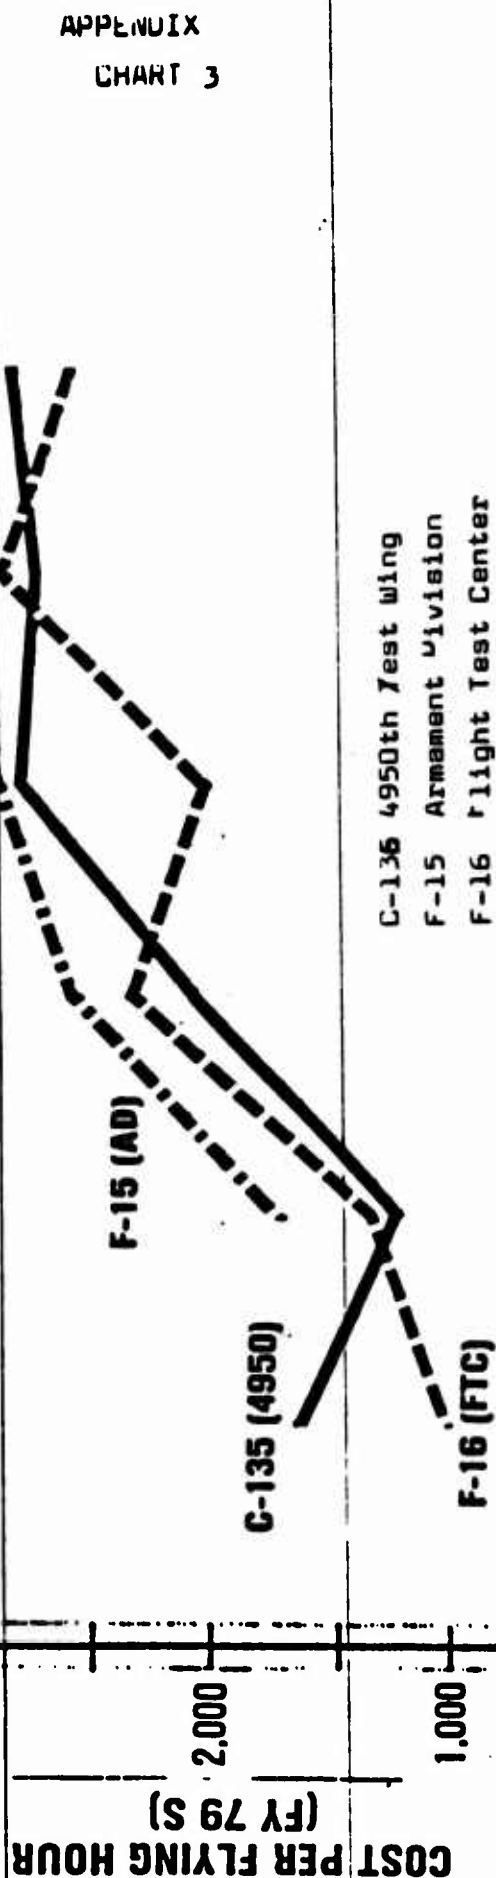 APPENDIX
CHART 3
F-15 (AD)
C-135 (4950)
F-16 (FTC)
C-136 4950th Test Wing
F-15 Armament Division
F-16 Flight Test Center
2,000
1,000
COST PER FLYING HOUR
(FY 79 S)